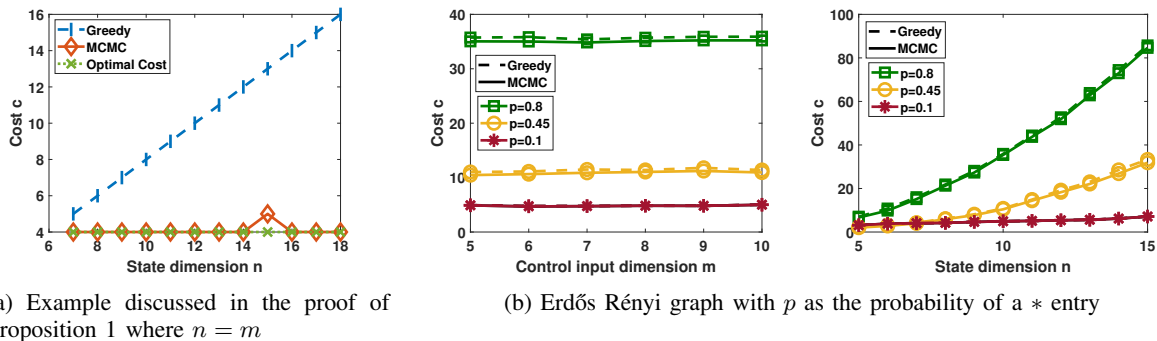 16
14
12
10
8
6
4
Cost c
Greedy
MCMC
Optimal Cost
6 8 10 12 14 16 18
State dimension n
40
30
20
10
0
Cost c
Greedy
MCMC
p=0.8
p=0.45
p=0.1
5 6 7 8 9 10
Control input dimension m
100
80
60
40
20
0
Cost c
Greedy
MCMC
p=0.8
p=0.45
p=0.1
5 10 15
State dimension n
) Example discussed in the proof of
roposition 1 where n = m
(b) Erdős Rényi graph with p as the probability of a ∗ entry